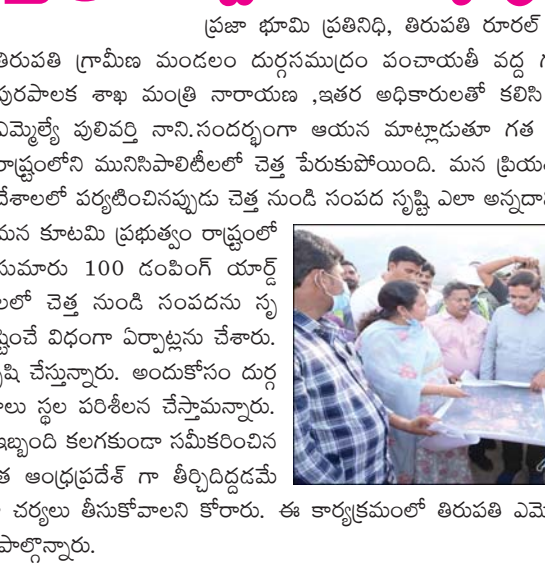 ప్రజా భూమి ప్రతినిధి, తిరుపతి రూరల్
తిరుపతి గ్రామీణ మండలం దుర్గసముద్రం పంచాయతీ వద్ద
పురపాలక శాఖ మంత్రి నారాయణ ,ఇతర అధికారులతో కలిసి
ఎమ్మెల్యే పులివర్తి నాని.సందర్భంగా ఆయన మాట్లాడుతూ గత
రాష్ట్రంలోని మునిసిపాలిటీలలో చెత్త పేరుకుపోయింది. మన ప్రియం
దేశాలలో పర్యటించినప్పుడు చెత్త నుండి సంపద సృష్టి ఎలా అన్నదాని
మన కూటమి ప్రభుత్వం రాష్ట్రంలో
సుమారు 100 డంపింగ్ యార్డ్
లలో చెత్త నుండి సంపదను సృ
ష్టించే విధంగా ఏర్పాట్లను చేశారు.
చేస్తున్నారు. అందుకోసం దుర్గ
స్థల పరిశీలన చేస్తామన్నారు.
ఇబ్బంది కలగకుండా సమీకరించిన
ఆంధ్రప్రదేశ్ గా తీర్చిదిద్దడమే
చర్యలు తీసుకోవాలని కోరారు. ఈ కార్యక్రమంలో తిరుపతి ఎమ్మె
పాల్గొన్నారు.